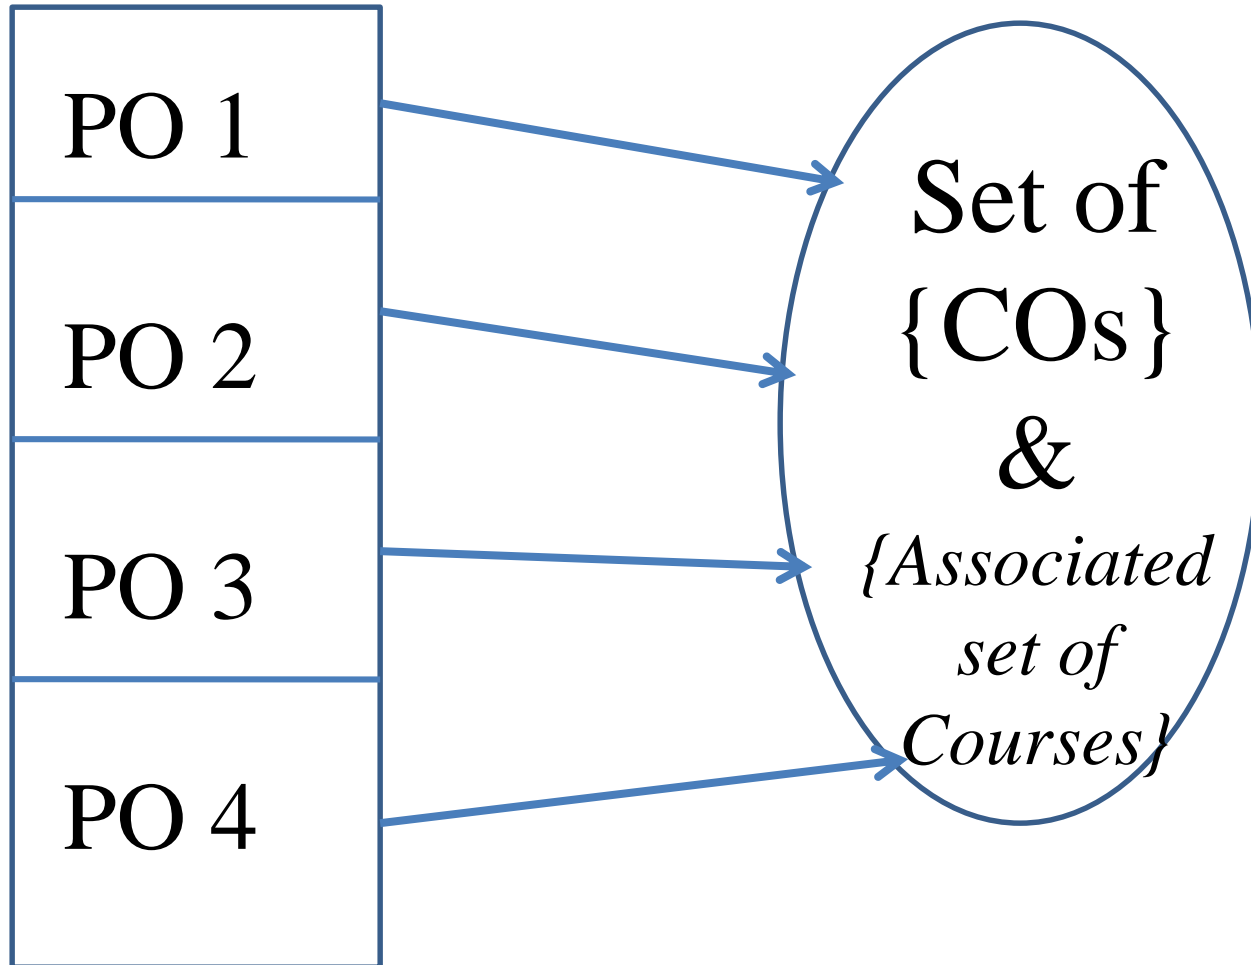 PO 1
PO 2
PO 3
PO 4
Set of
{COs}
&
{Associated
set of
Courses}